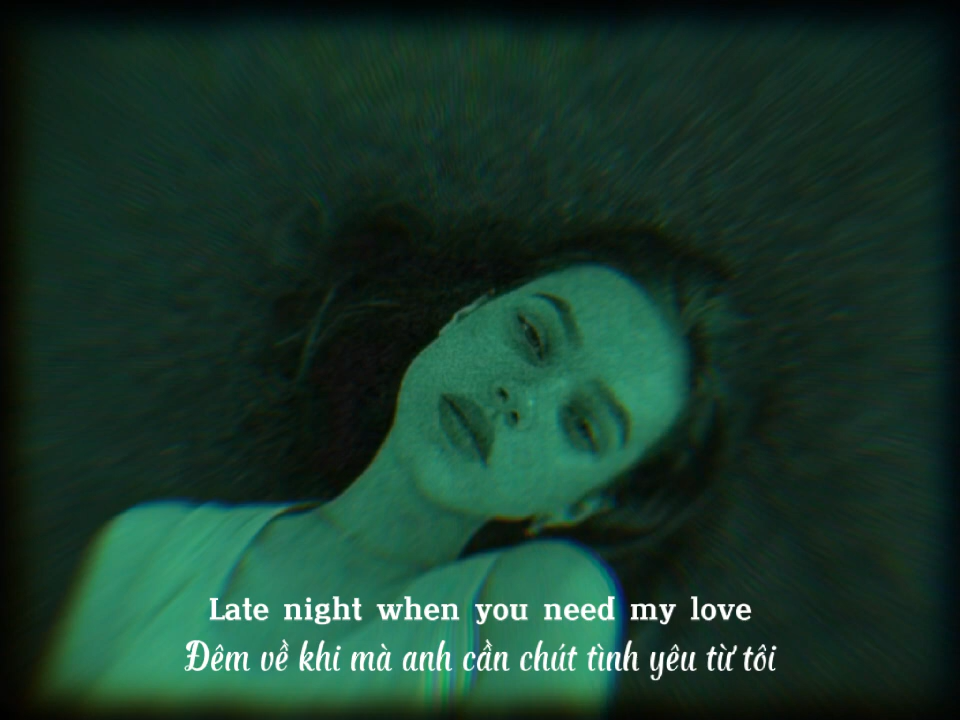 Late night when you need my love
Đêm về khi mà anh cần chút tình yêu từ tôi